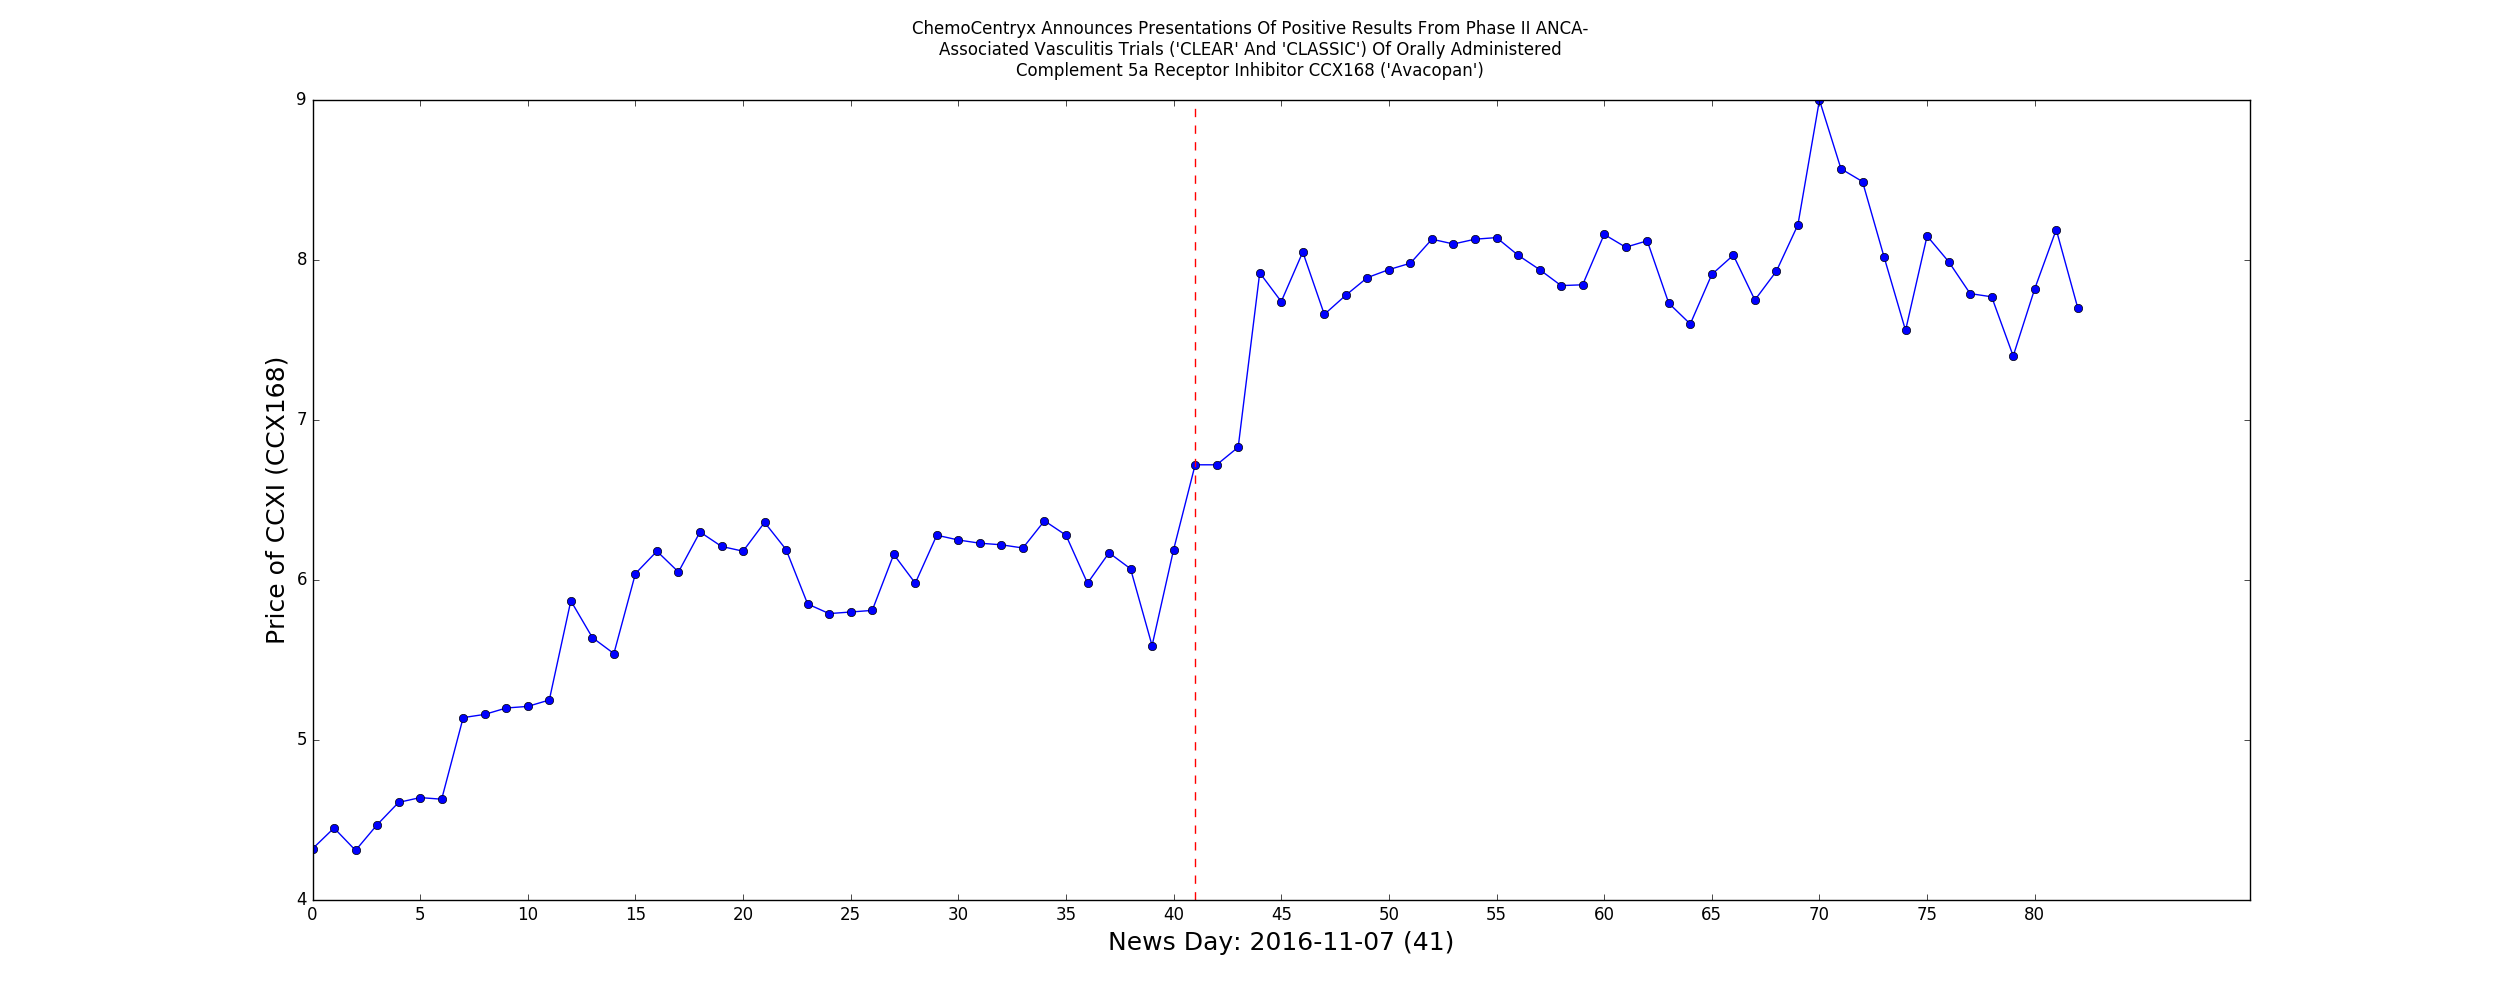 ChemoCentryx Announces Presentations Of Positive Results From Phase II ANCA-
Associated Vasculitis Trials ('CLEAR' And 'CLASSIC') Of Orally Administered
Complement 5a Receptor Inhibitor CCX168 ('Avacopan')
9
8
7
6
5
4
Price of CCXI (CCX168)
0 5 10 15 20 25 30 35 40 45 50 55 60 65 70 75 80
News Day: 2016-11-07 (41)